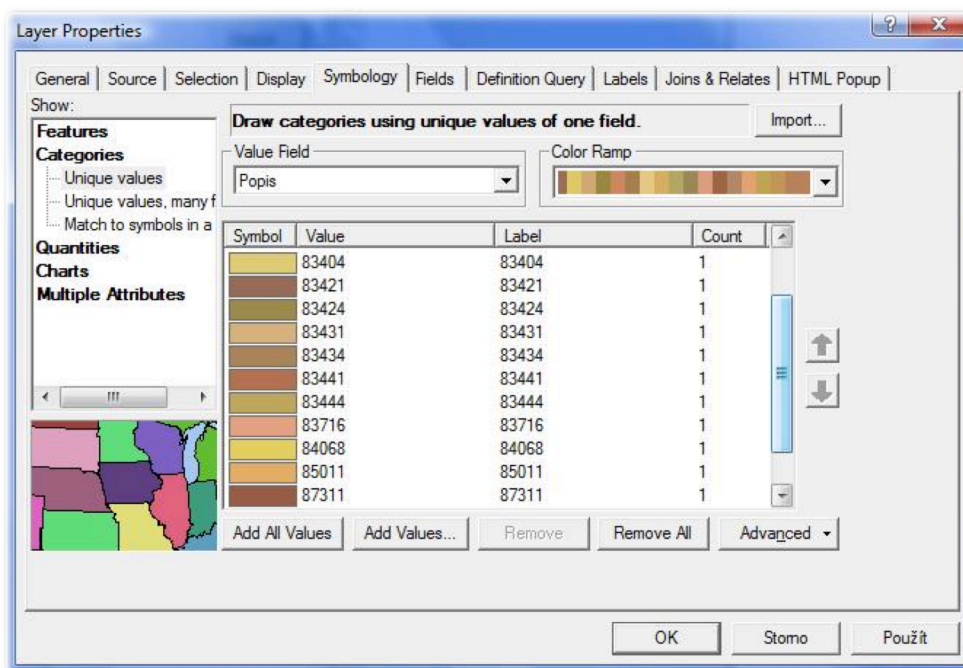 Layer Properties
General Source Selection Display Symbology Fields Definition Query Labels Joins & Relates HTML Popup
Show:
Features
Categories
Unique values
Unique values, many f
Match to symbols in a
Quantities
Charts
Multiple Attributes
Draw categories using unique values of one field.
Import...
Value Field
Popis
Color Ramp
Symbol Value Label Count
83404 83404 1
83421 83421 1
83424 83424 1
83431 83431 1
83434 83434 1
83441 83441 1
83444 83444 1
83716 83716 1
84068 84068 1
85011 85011 1
87311 87311 1
Add All Values Add Values... Remove Remove All Advanced
OK Storno Použít